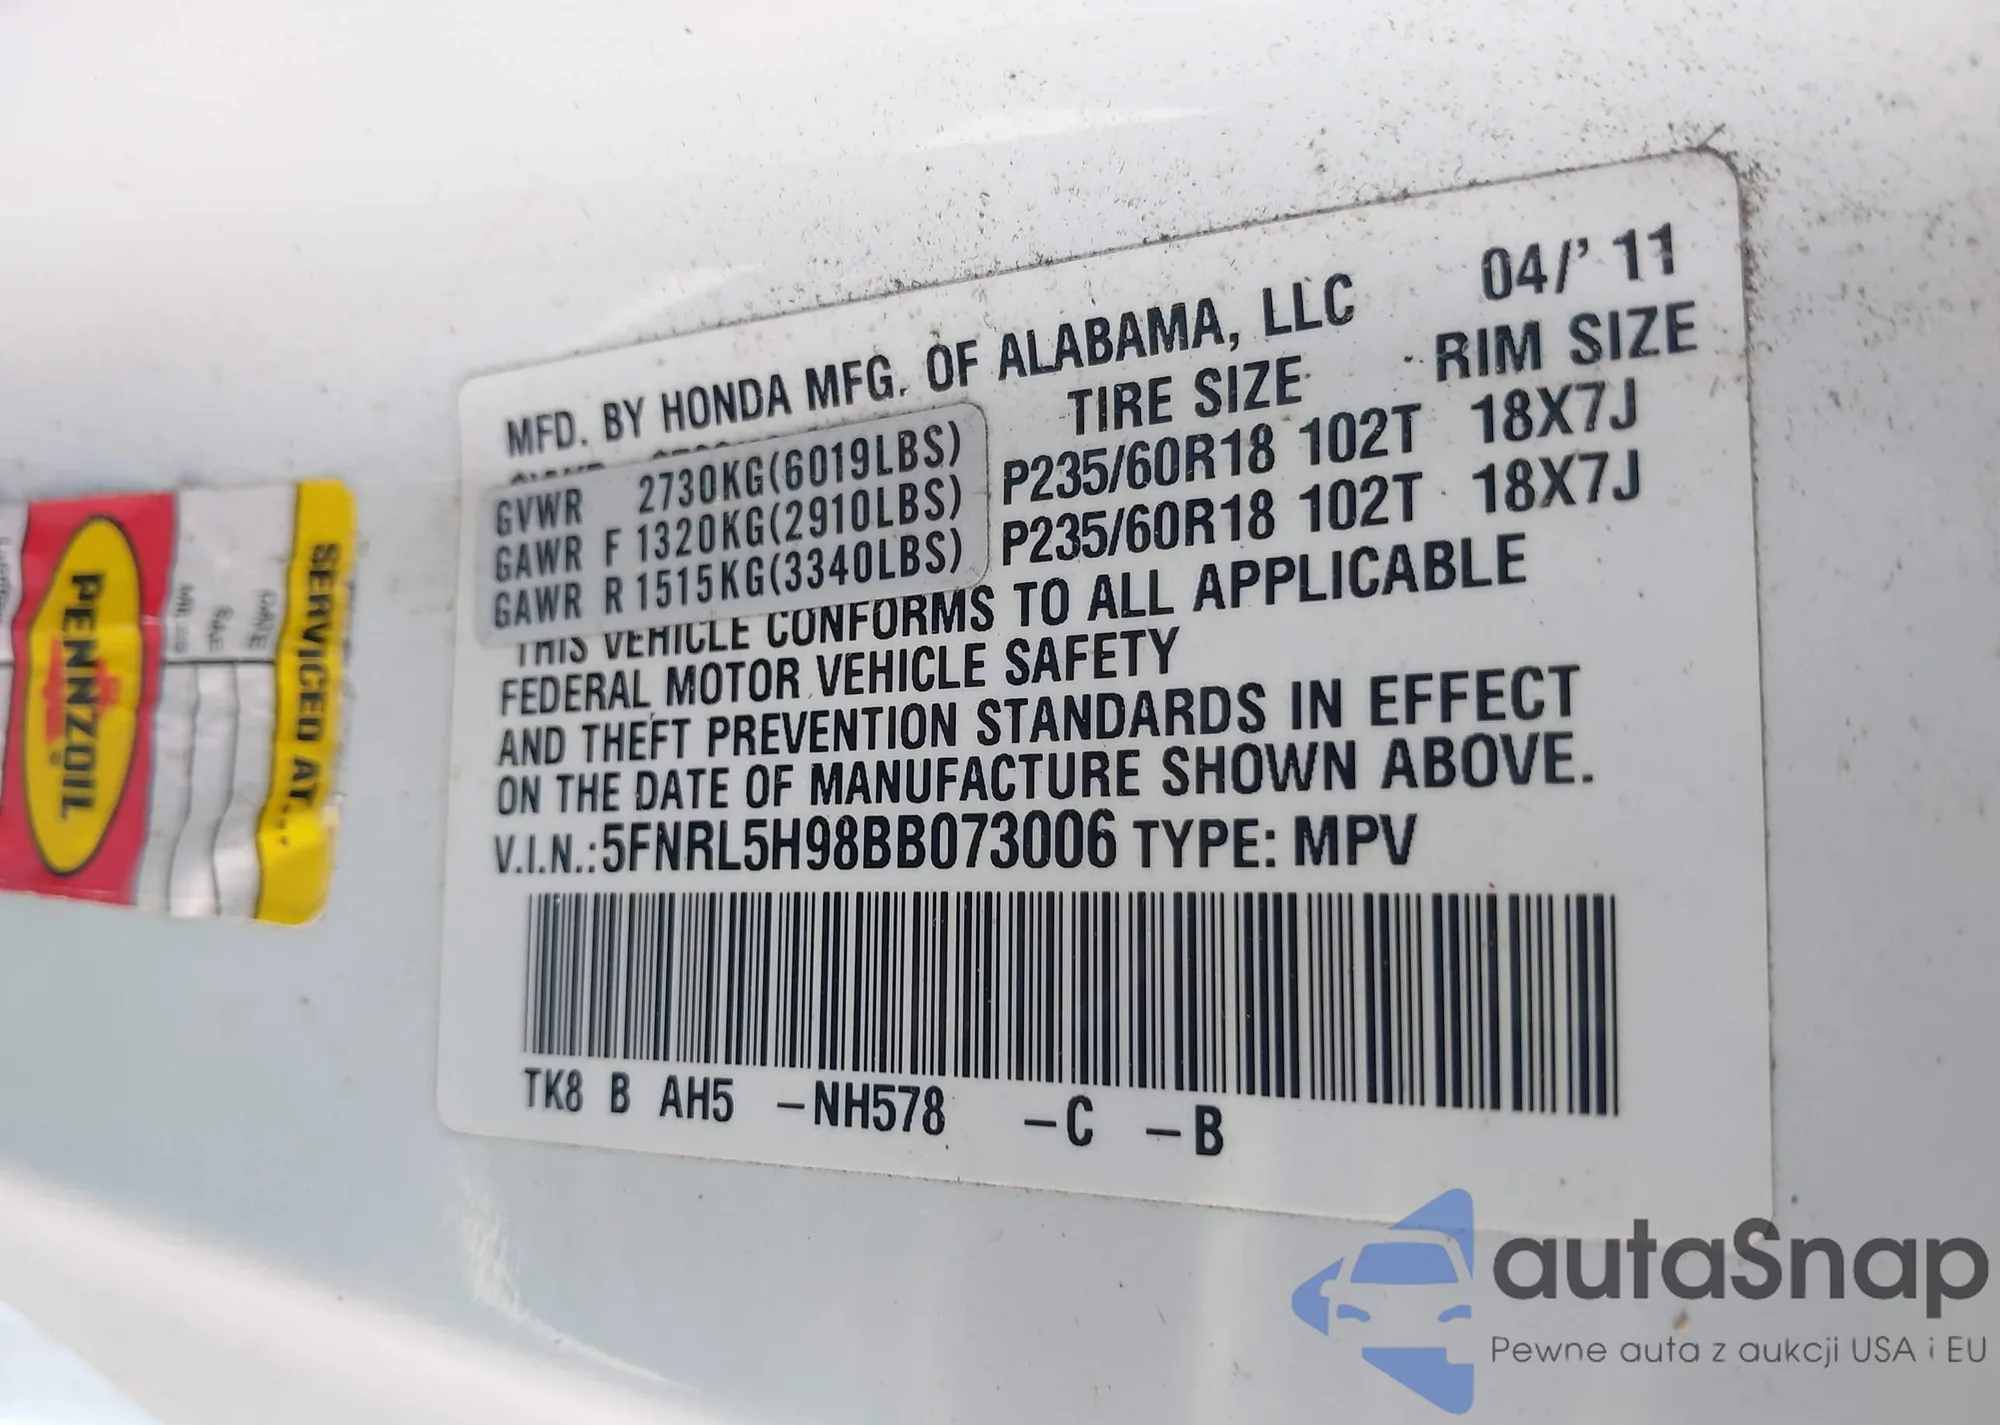 MFD. BY HONDA MFG. OF ALABAMA, LLC 04/'11
TIRE SIZE RIM SIZE
GVWR 2730KG(6019LBS)
GAWR F 1320KG(2910LBS) P235/60R18 102T 18X7J
GAWR R 1515KG(3340LBS) P235/60R18 102T 18X7J
THIS VEHICLE CONFORMS TO ALL APPLICABLE
FEDERAL MOTOR VEHICLE SAFETY
AND THEFT PREVENTION STANDARDS IN EFFECT
ON THE DATE OF MANUFACTURE SHOWN ABOVE.
V.I.N.:5FNRL5H98BB073006 TYPE: MPV
TK8 B AH5 –NH578 –C –B
SERVICED AT...
DATE
PENNZOIL
autaSnap
Pewne auta z aukcji USA i EU